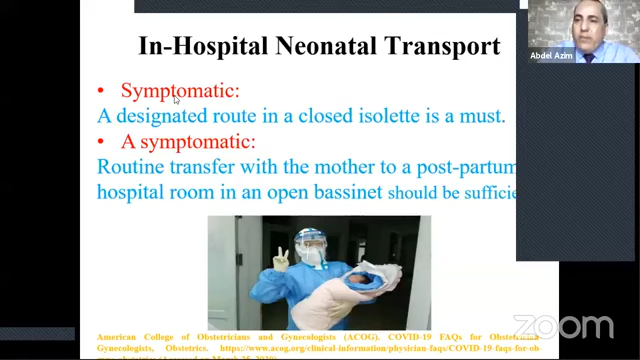 In-Hospital Neonatal Transport
Abdel Azim
• Symptomatic:
A designated route in a closed isolette is a must.
• A symptomatic:
Routine transfer with the mother to a post-partum
hospital room in an open bassinet should be sufficie
American College of Obstetricians and Gynecologists (ACOG), COVID-19 FAQs for Obstetrician-
Gynecologists, Obstetrics. https://www.acog.org/clinical-information/physician-faqs/COVID-19-faqs-for-ob-
zoom